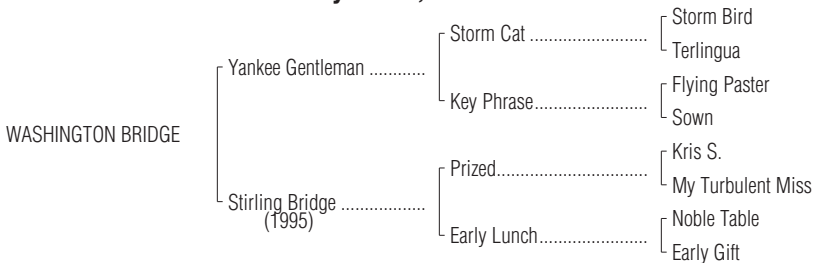 Storm Bird
Storm Cat ..........................
Terlingua
Yankee Gentleman ............
Flying Paster
Key Phrase.........................
Sown
WASHINGTON BRIDGE
Kris S.
Prized.................................
My Turbulent Miss
Stirling Bridge ..................
(1995)
Noble Table
Early Lunch........................
Early Gift